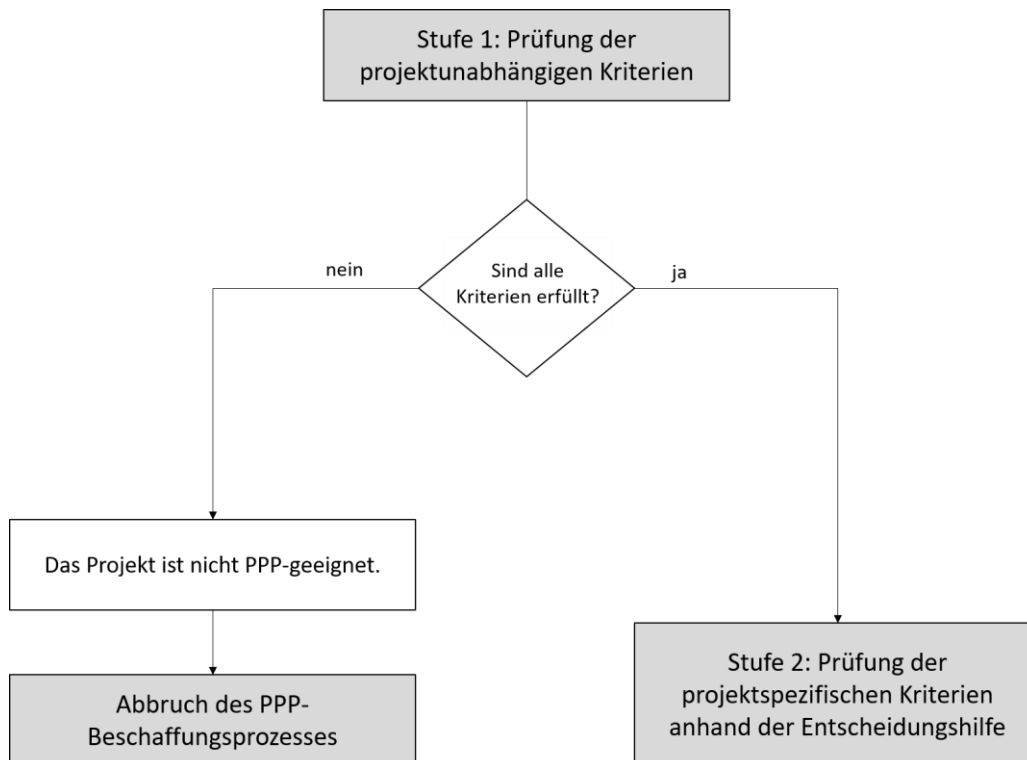 Stufe 1: Prüfung der
projektunabhängigen Kriterien
nein
Sind alle
Kriterien erfüllt?
ja
Das Projekt ist nicht PPP-geeignet.
Abbruch des PPP-
Beschaffungsprozesses
Stufe 2: Prüfung der
projektspezifischen Kriterien
anhand der Entscheidungshilfe